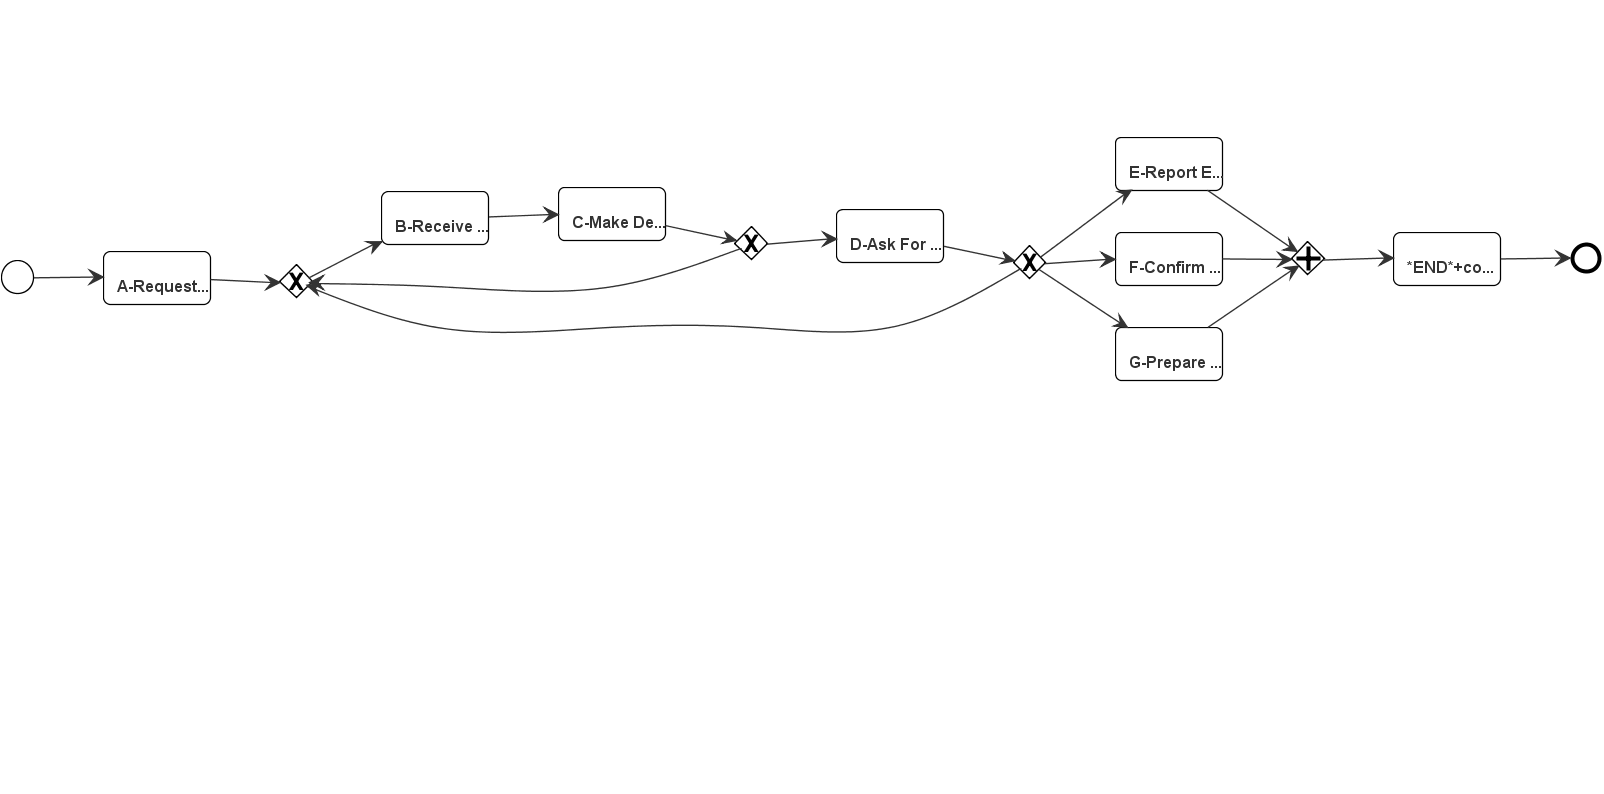 A-Request...
X
B-Receive ...
C-Make De...
X
D-Ask For ...
X
E-Report E...
F-Confirm ...
G-Prepare ...
*END*+co...